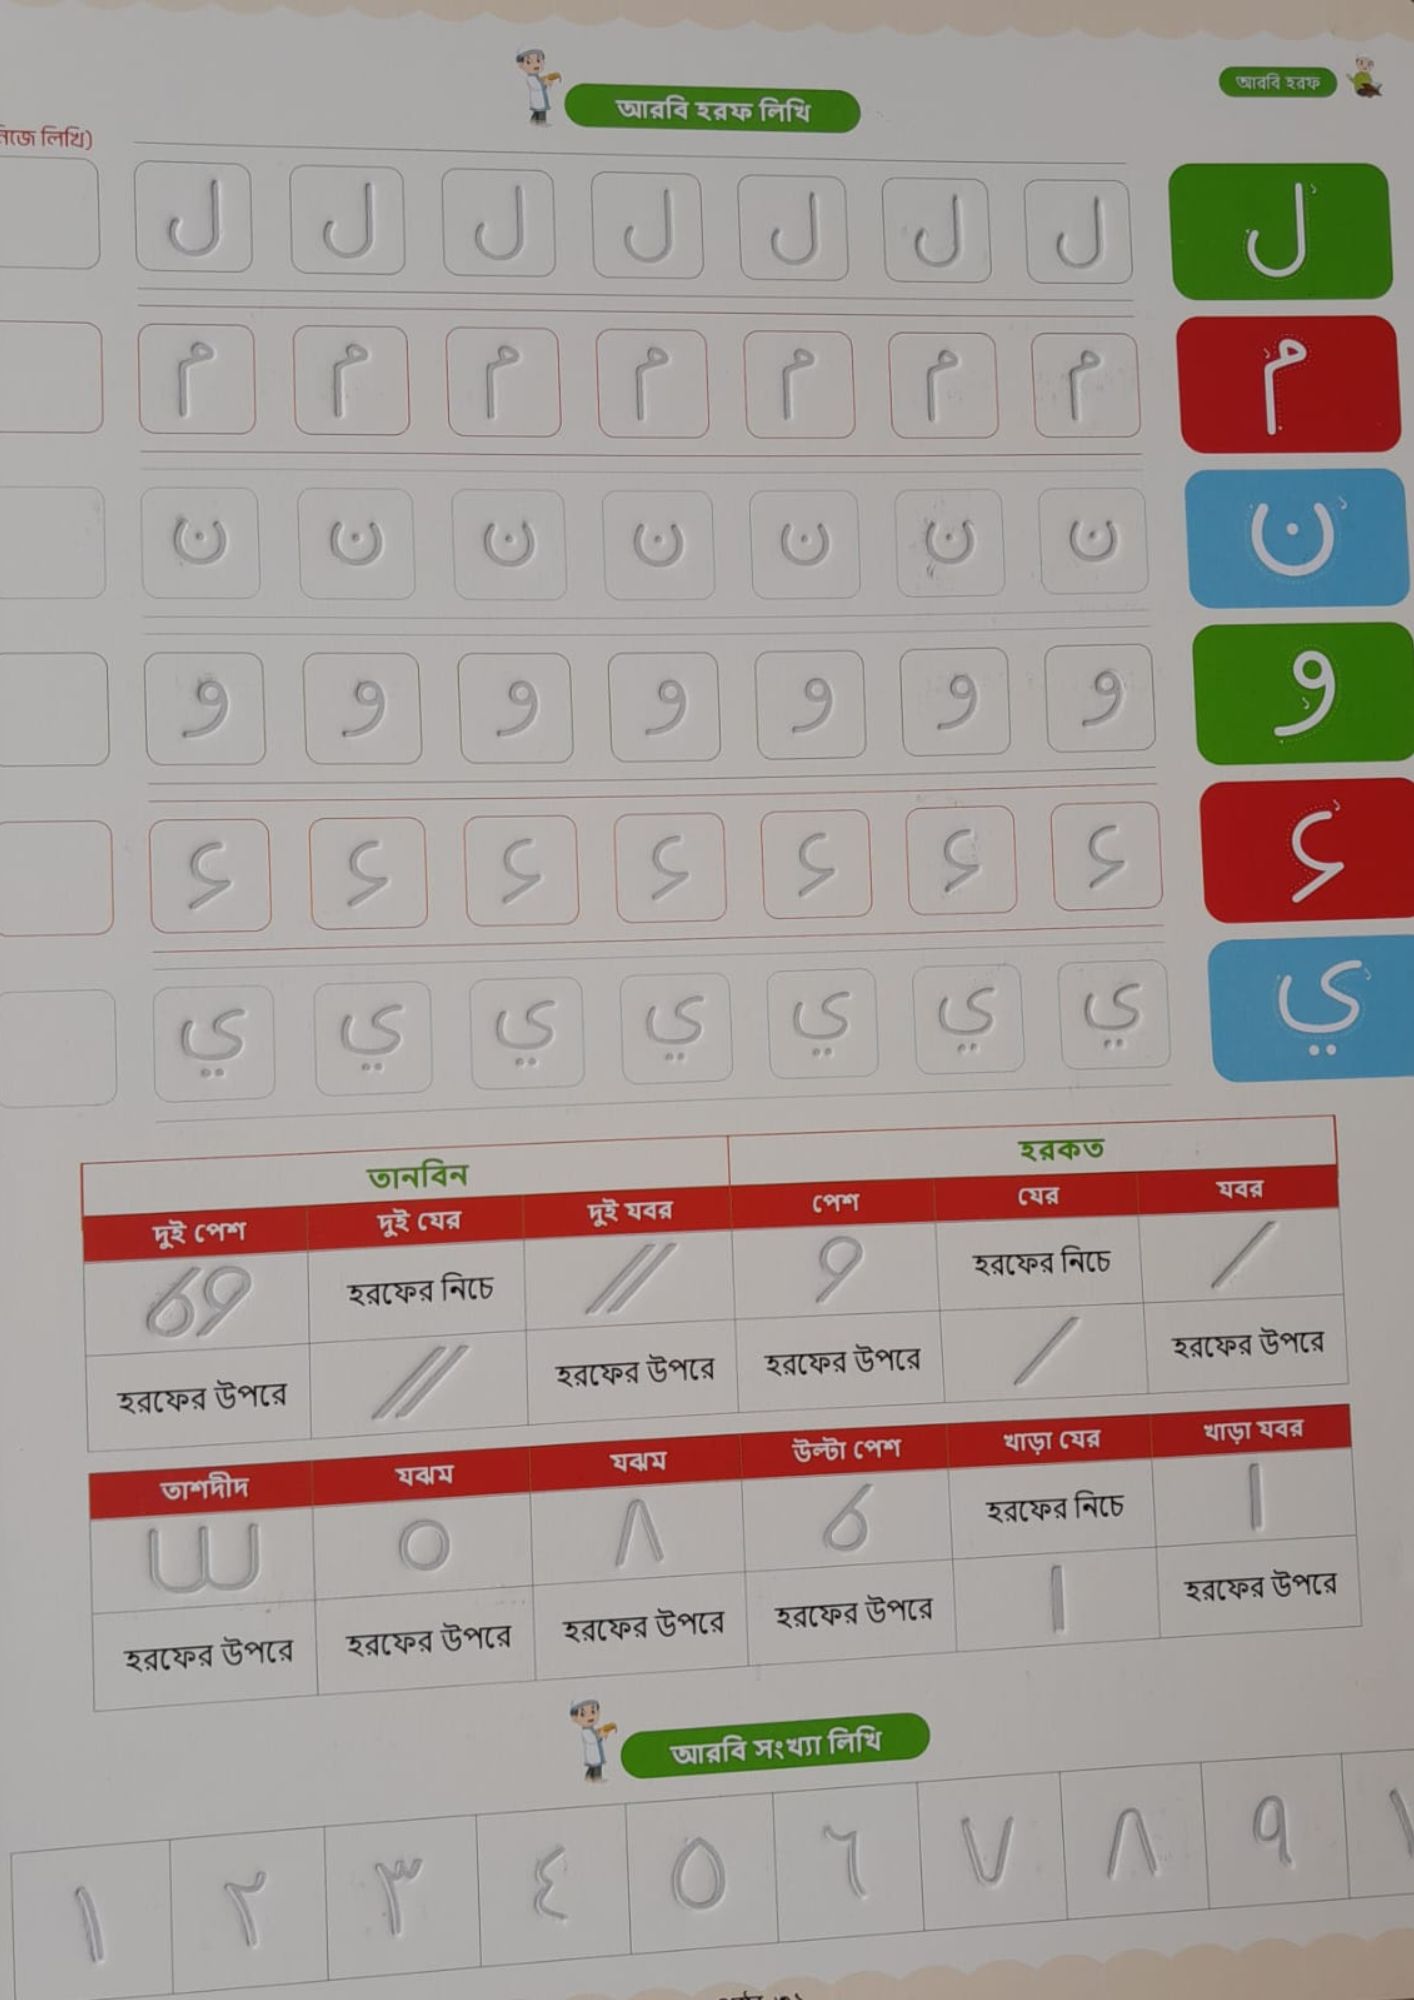 আরবি হরফ
আরবি হরফ লিখি
লিখি)
ل ل ل ل ل ل ل ل
م م م م م م م م
ن ن ن ن ن ن ن ن
و و و و و و و و
ء ء ء ء ء ء ء ء
ي ي ي ي ي ي ي ي
তানবিন হরকত
দুই পেশ দুই যের দুই যবর পেশ যের যবর
হরফের নিচে হরফের নিচে
হরফের উপরে হরফের উপরে হরফের উপরে হরফের উপরে
তাশদীদ যঝম যঝম উল্টা পেশ খাড়া যের খাড়া যবর
হরফের নিচে
হরফের উপরে হরফের উপরে হরফের উপরে হরফের উপরে হরফের উপরে
আরবি সংখ্যা লিখি
١ ٢ ٣ ٤ ٥ ٦ ٧ ٨ ٩